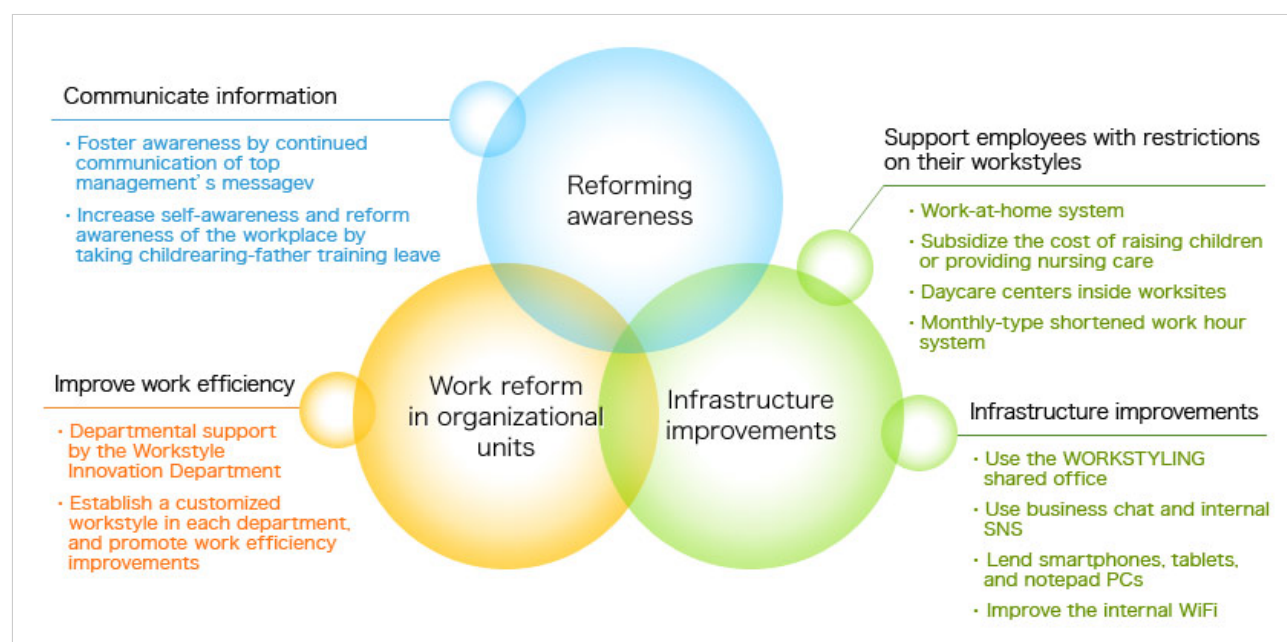 Communicate information
・Foster awareness by continued
communication of top
management's messagev
・Increase self-awareness and reform
awareness of the workplace by
taking childrearing-father training leave
Reforming
awareness
Support employees with restrictions
on their workstyles
・Work-at-home system
・Subsidize the cost of raising children
or providing nursing care
・Daycare centers inside worksites
・Monthly-type shortened work hour
system
Improve work efficiency
・Departmental support
by the Workstyle
Innovation Department
・Establish a customized
workstyle in each department,
and promote work efficiency
improvements
Work reform
in organizational
units
Infrastructure
improvements
Infrastructure improvements
・Use the WORKSTYLING
shared office
・Use business chat and internal
SNS
・Lend smartphones, tablets,
and notepad PCs
・Improve the internal WiFi